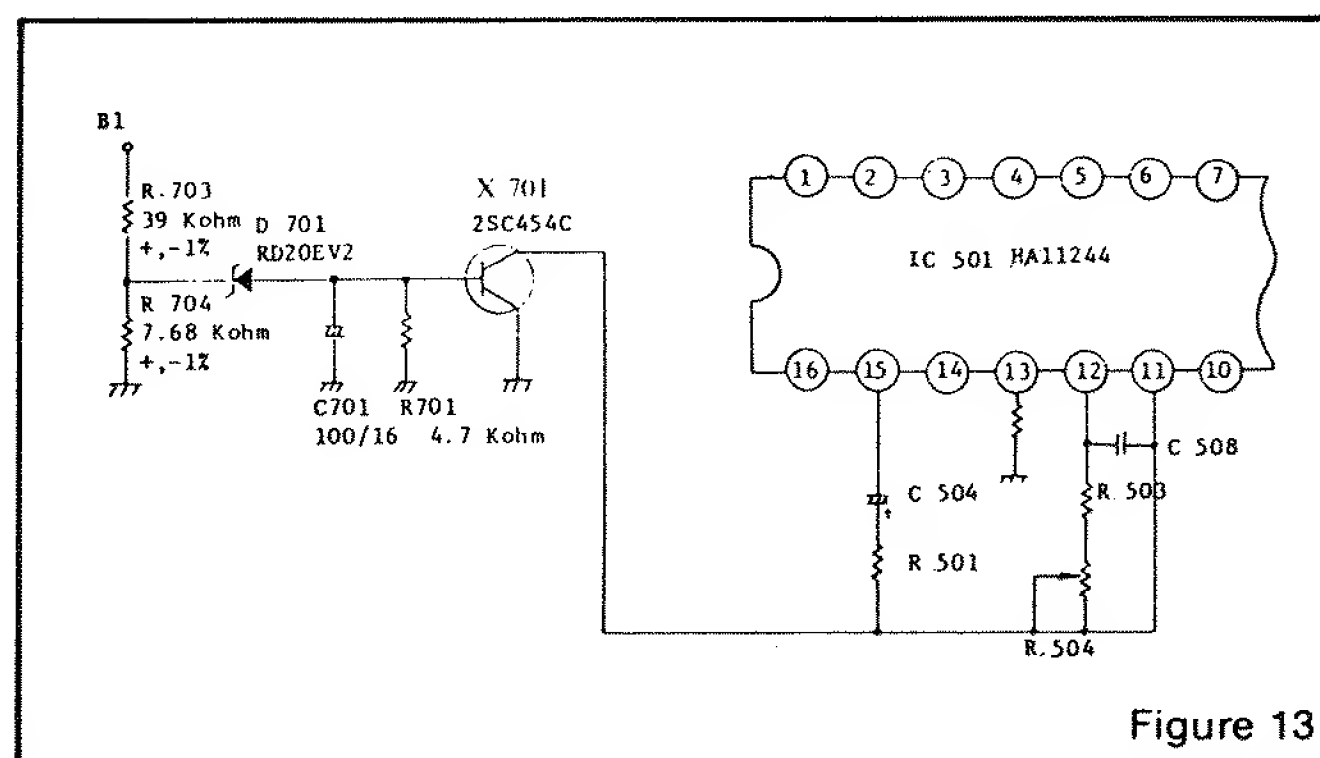 B1
R.703
39 Kohm
+,-1%
D 701
RD20EV2
X 701
2SC454C
R 704
7.68 Kohm
+,-1%
C701 R701
100/16 4.7 Kohm
1 2 3 4 5 6 7
IC 501 HA11244
16 15 14 13 12 11 10
C 508
C 504
R.503
R 501
R.504
Figure 13